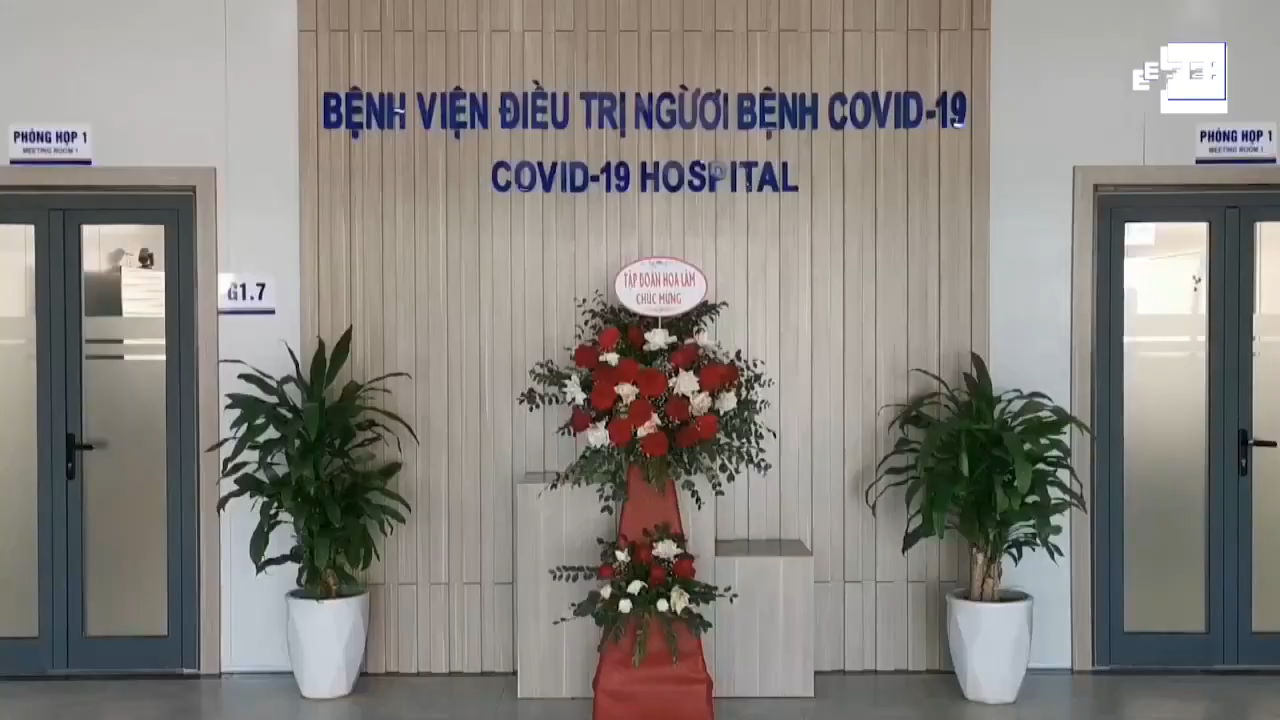 BỆNH VIỆN ĐIỀU TRỊ NGƯỜI BỆNH COVID-19
COVID-19 HOSPITAL
PHÒNG HỌP 1
MEETING ROOM 1
PHÒNG HỌP 1
MEETING ROOM 1
G1.7
TẬP ĐOÀN HOA LÂM
CHÚC MỪNG